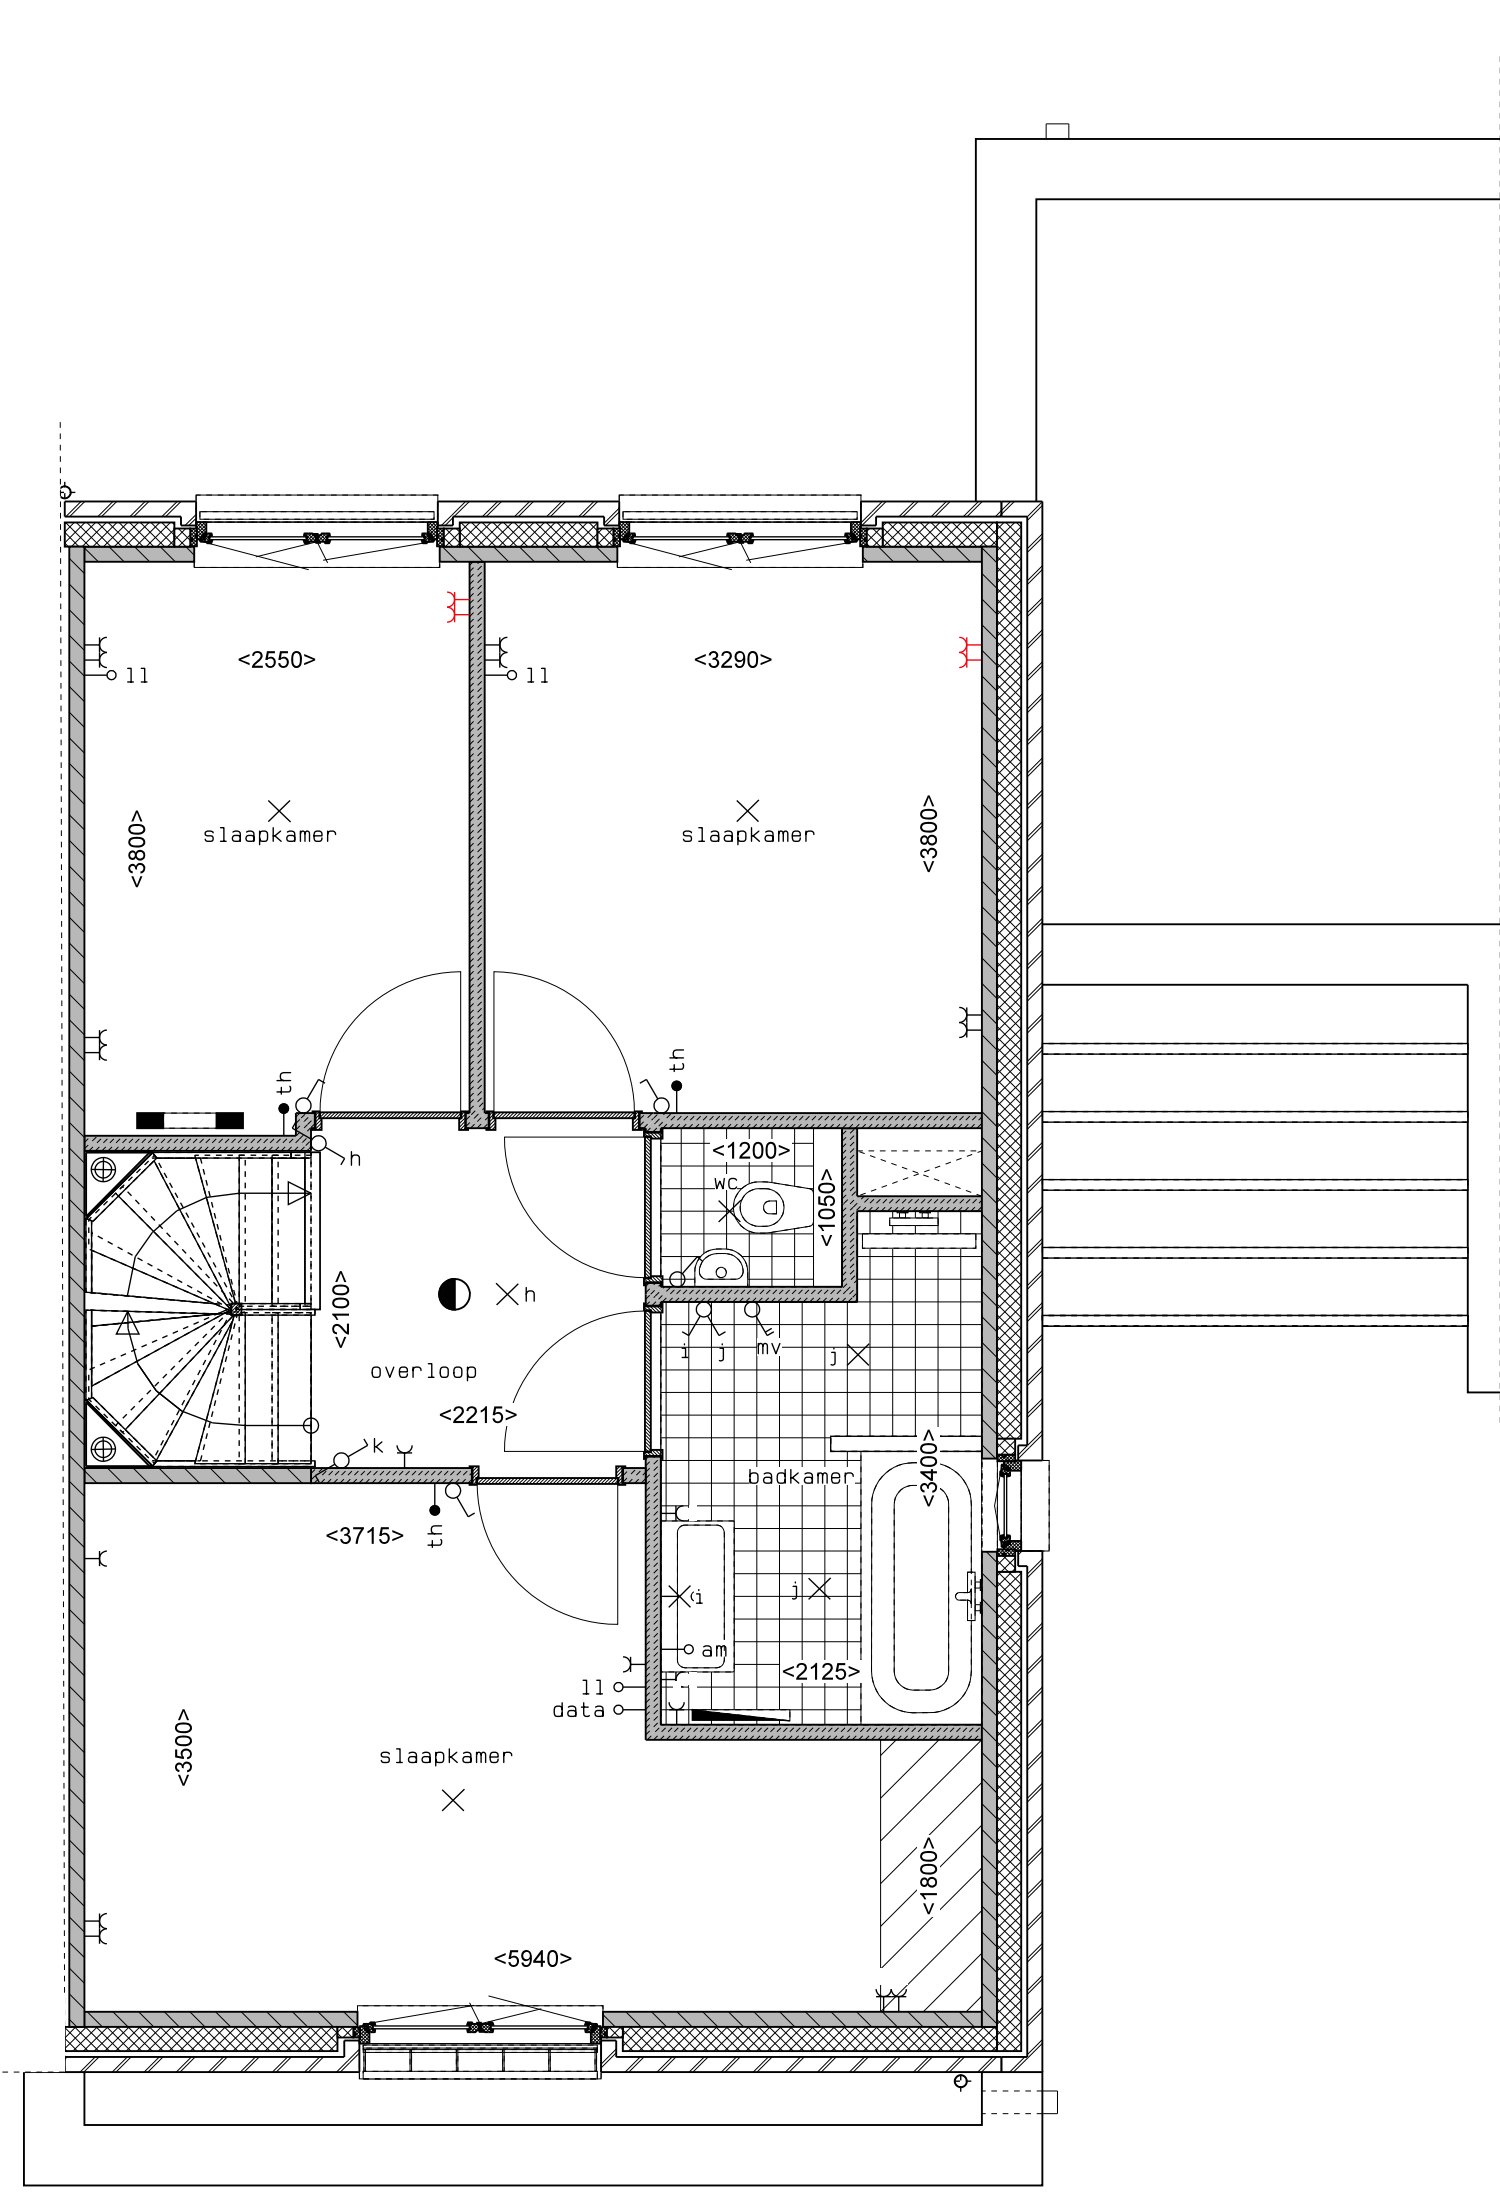 <2550>
<3290>
ll
ll
<3800>
slaapkamer
slaapkamer
<3800>
th
th
h
<1200>
wc
<1050>
<2100>
h
i
j
mv
j
overloop
<2215>
k
<3400>
badkamer
<3715>
th
i
j
am
<2125>
ll
data
<3500>
slaapkamer
<1800>
<5940>